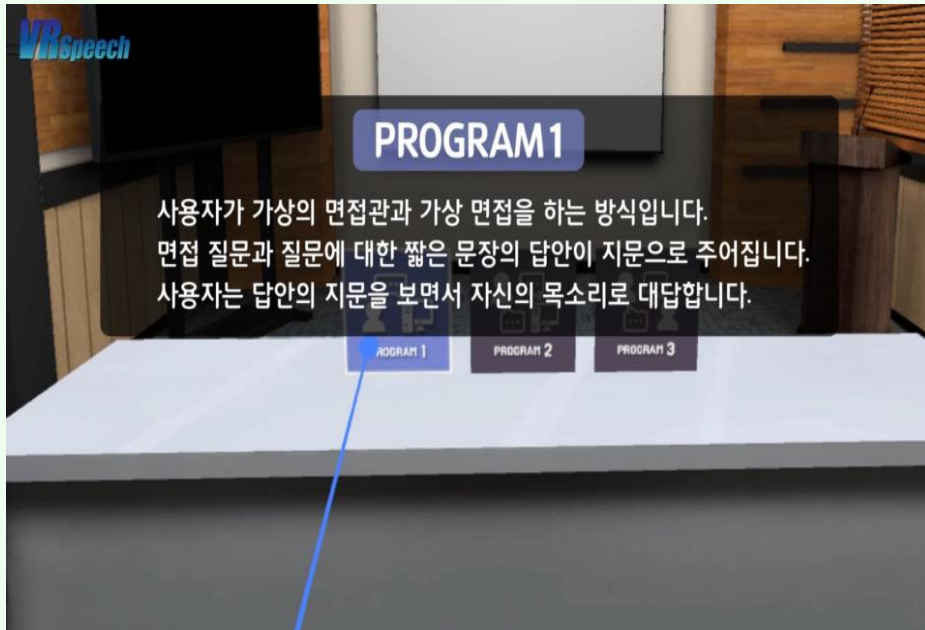 VRSpeech
PROGRAM1
사용자가 가상의 면접관과 가상 면접을 하는 방식입니다.
면접 질문과 질문에 대한 짧은 문장의 답안이 지문으로 주어집니다.
사용자는 답안의 지문을 보면서 자신의 목소리로 대답합니다.
PROGRAM 1
PROGRAM 2
PROGRAM 3